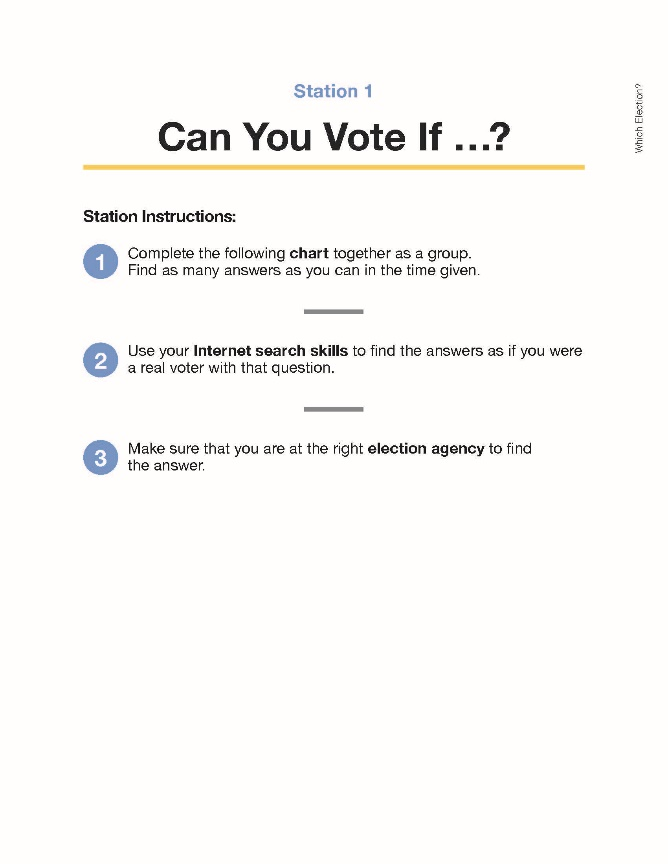 Station 1
Can You Vote If …?
Which Election?
Station Instructions:
1
Complete the following chart together as a group.
Find as many answers as you can in the time given.
2
Use your Internet search skills to find the answers as if you were
a real voter with that question.
3
Make sure that you are at the right election agency to find
the answer.